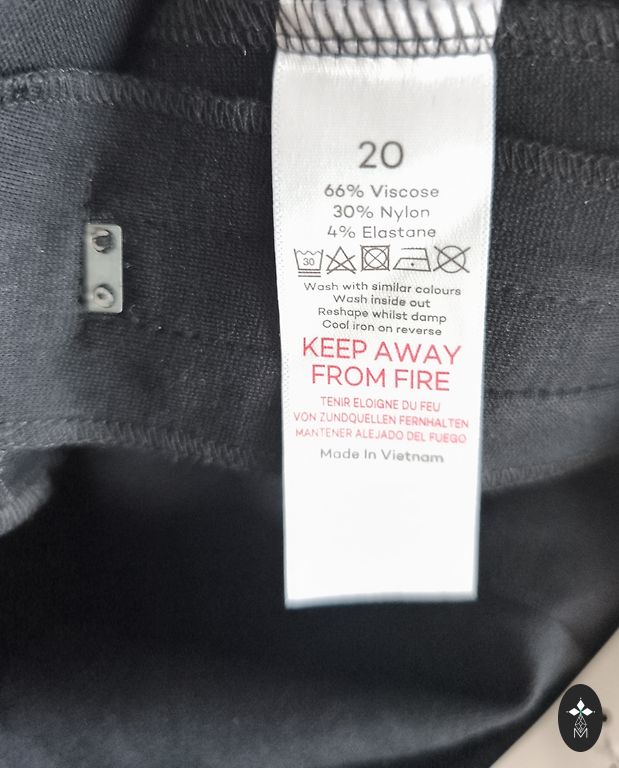 20
66% Viscose
30% Nylon
4% Elastane
30
Wash with similar colours
Wash inside out
Reshape whilst damp
Cool iron on reverse
KEEP AWAY
FROM FIRE
TENIR ELOIGNE DU FEU
VON ZUNDQUELLEN FERNHALTEN
MANTENER ALEJADO DEL FUEGO
Made In Vietnam
M